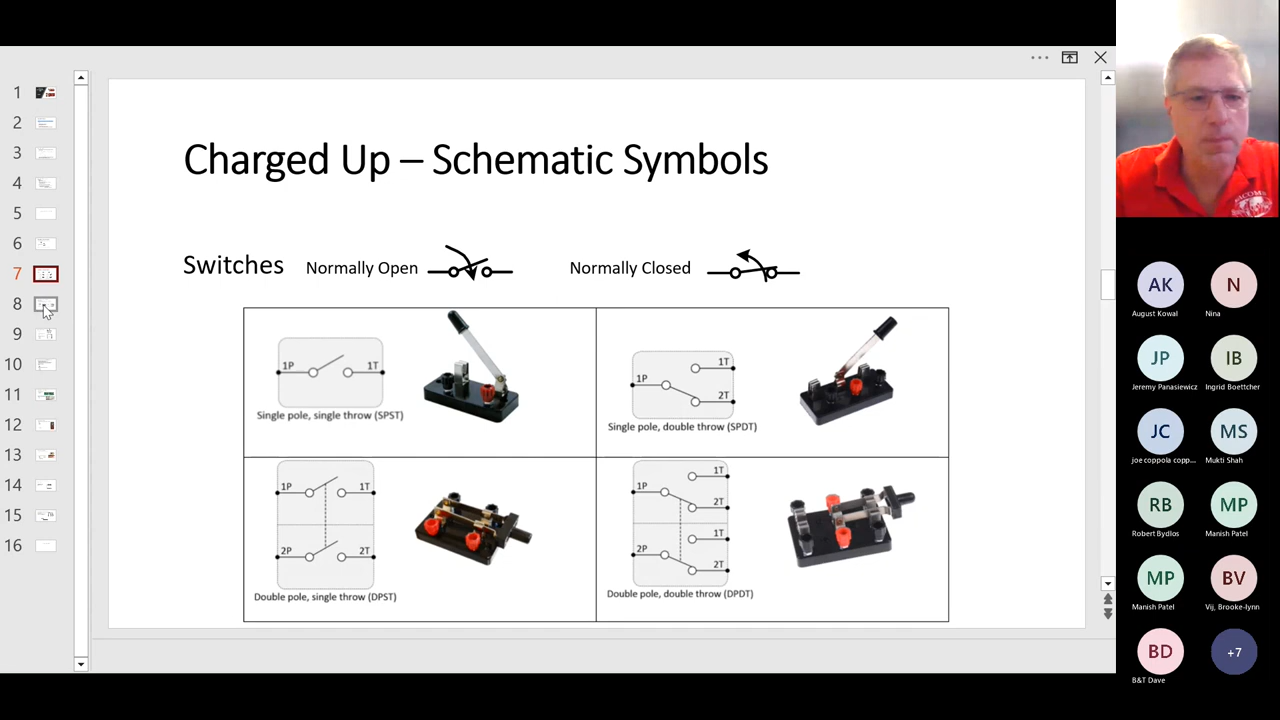 1
2
3
4
5
6
7
8
9
10
11
12
13
14
15
16
Charged Up – Schematic Symbols
Switches Normally Open Normally Closed
1P 1T
Single pole, single throw (SPST)
1P 1T
2T
Single pole, double throw (SPDT)
1P 1T
2P 2T
Double pole, single throw (DPST)
1P 1T
2T
2P 1T
2T
Double pole, double throw (DPDT)
AK N
August Kowal Nina
JP IB
Jeremy Panasiewicz Ingrid Boettcher
JC MS
joe coppola copp... Mukti Shah
RB MP
Robert Bydlos Manish Patel
MP BV
Manish Patel Vij, Brooke-lynn
BD +7
B&T Dave